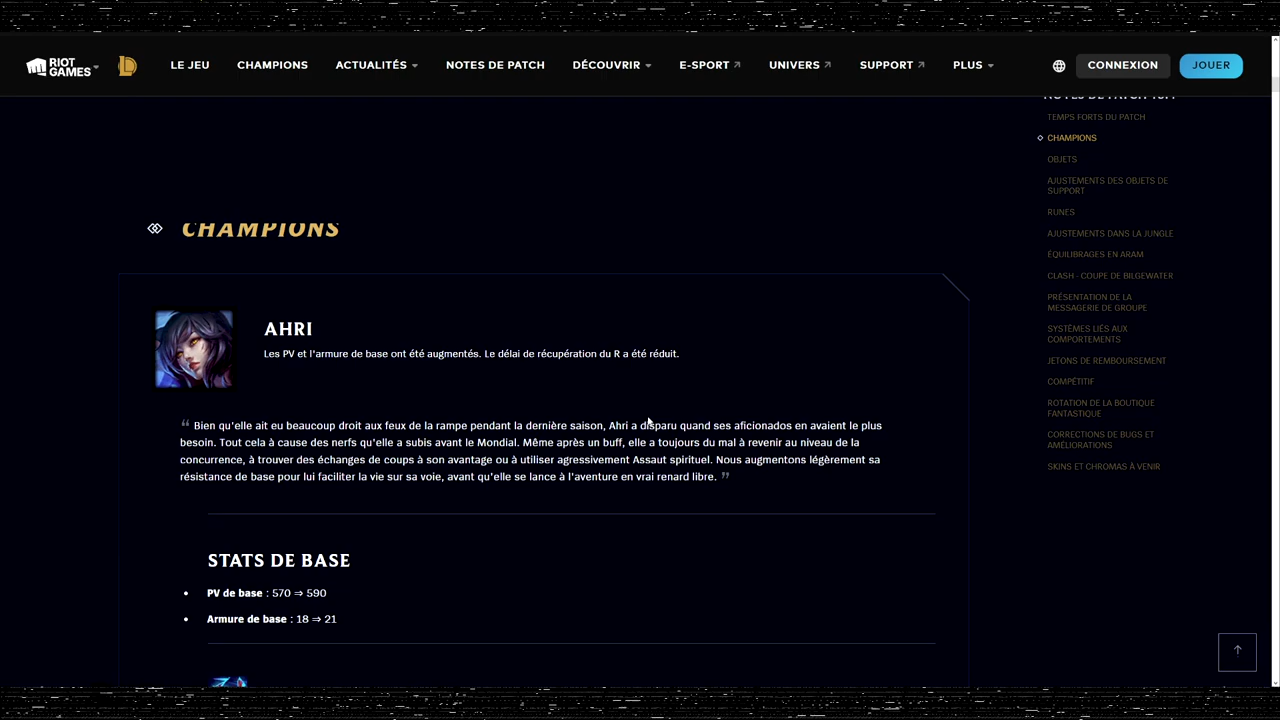 RIOT GAMES
LE JEU
CHAMPIONS
ACTUALITÉS
NOTES DE PATCH
DÉCOUVRIR
E-SPORT
UNIVERS
SUPPORT
PLUS
CONNEXION
JOUER
TEMPS FORTS DU PATCH
CHAMPIONS
OBJETS
AJUSTEMENTS DES OBJETS DE
SUPPORT
RUNES
AJUSTEMENTS DANS LA JUNGLE
ÉQUILIBRAGES EN ARAM
CLASH - COUPE DE BILGEWATER
PRÉSENTATION DE LA
MESSAGERIE DE GROUPE
SYSTÈMES LIÉS AUX
COMPORTEMENTS
JETONS DE REMBOURSEMENT
COMPÉTITIF
ROTATION DE LA BOUTIQUE
FANTASTIQUE
CORRECTIONS DE BUGS ET
AMÉLIORATIONS
SKINS ET CHROMAS À VENIR
CHAMPIONS
AHRI
Les PV et l'armure de base ont été augmentés. Le délai de récupération du R a été réduit.
“ Bien qu'elle ait eu beaucoup droit aux feux de la rampe pendant la dernière saison, Ahri a disparu quand ses aficionados en avaient le plus
besoin. Tout cela à cause des nerfs qu'elle a subis avant le Mondial. Même après un buff, elle a toujours du mal à revenir au niveau de la
concurrence, à trouver des échanges de coups à son avantage ou à utiliser agressivement Assaut spirituel. Nous augmentons légèrement sa
résistance de base pour lui faciliter la vie sur sa voie, avant qu'elle se lance à l'aventure en vrai renard libre. ”
STATS DE BASE
• PV de base : 570 ⇒ 590
• Armure de base : 18 ⇒ 21